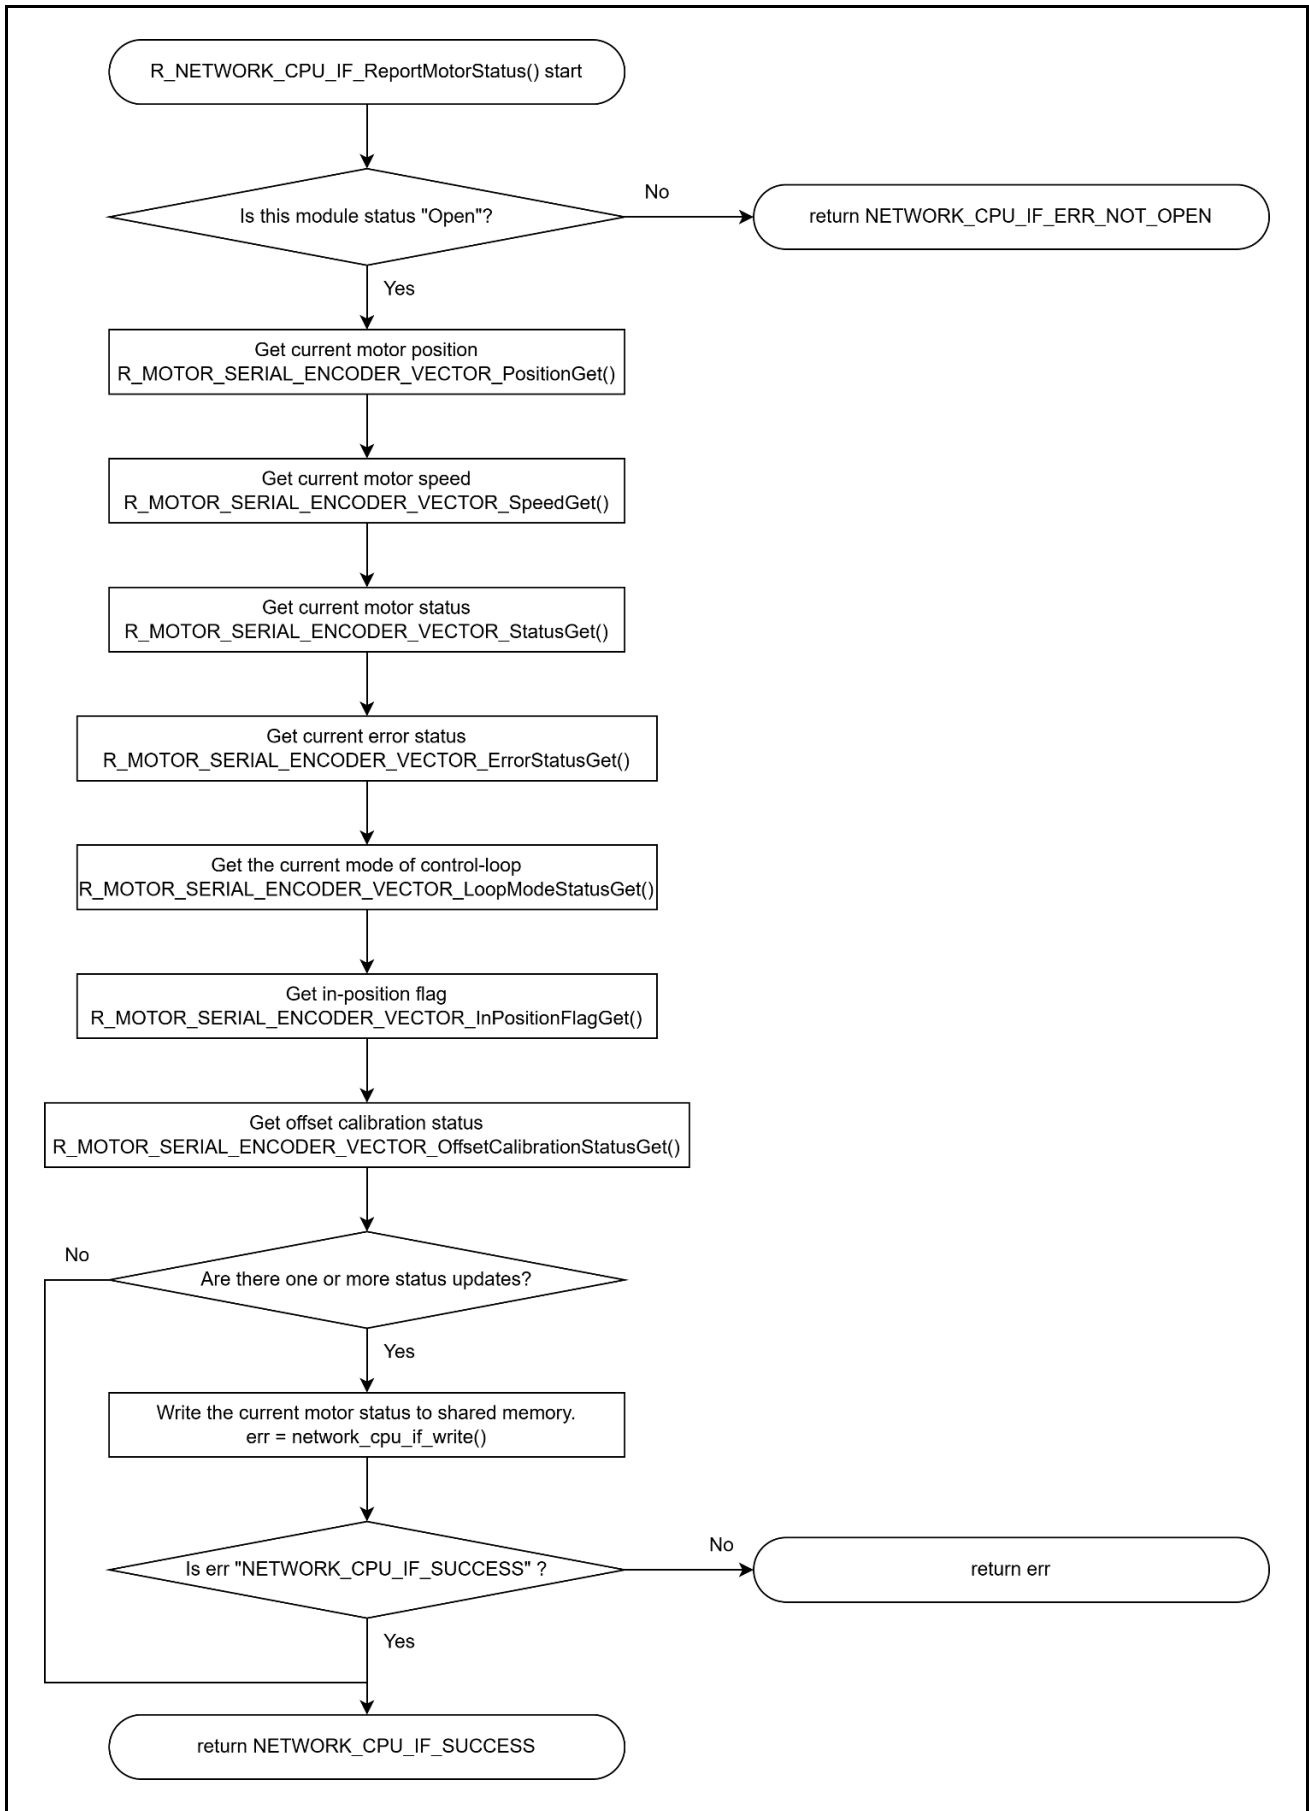 R_NETWORK_CPU_IF_ReportMotorStatus() start
Is this module status "Open"?
No
return NETWORK_CPU_IF_ERR_NOT_OPEN
Yes
Get current motor position
R_MOTOR_SERIAL_ENCODER_VECTOR_PositionGet()
Get current motor speed
R_MOTOR_SERIAL_ENCODER_VECTOR_SpeedGet()
Get current motor status
R_MOTOR_SERIAL_ENCODER_VECTOR_StatusGet()
Get current error status
R_MOTOR_SERIAL_ENCODER_VECTOR_ErrorStatusGet()
Get the current mode of control-loop
R_MOTOR_SERIAL_ENCODER_VECTOR_LoopModeStatusGet()
Get in-position flag
R_MOTOR_SERIAL_ENCODER_VECTOR_InPositionFlagGet()
Get offset calibration status
R_MOTOR_SERIAL_ENCODER_VECTOR_OffsetCalibrationStatusGet()
No
Are there one or more status updates?
Yes
Write the current motor status to shared memory.
err = network_cpu_if_write()
Is err "NETWORK_CPU_IF_SUCCESS" ?
No
return err
Yes
return NETWORK_CPU_IF_SUCCESS